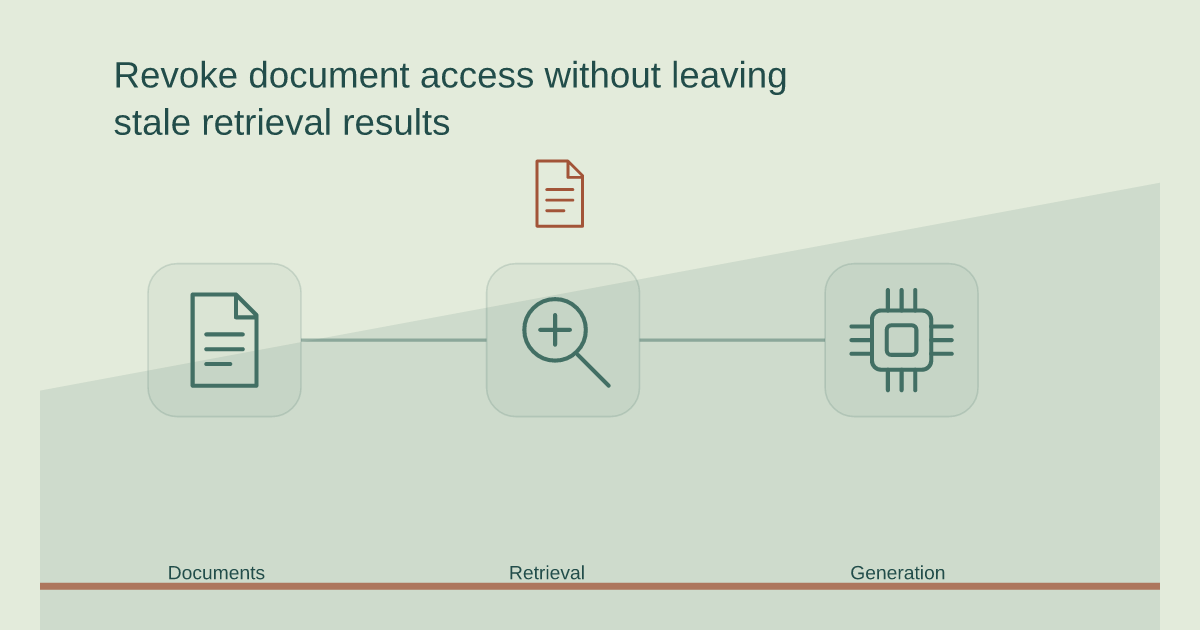 Revoke document access without leaving
stale retrieval results
Documents
Retrieval
Generation